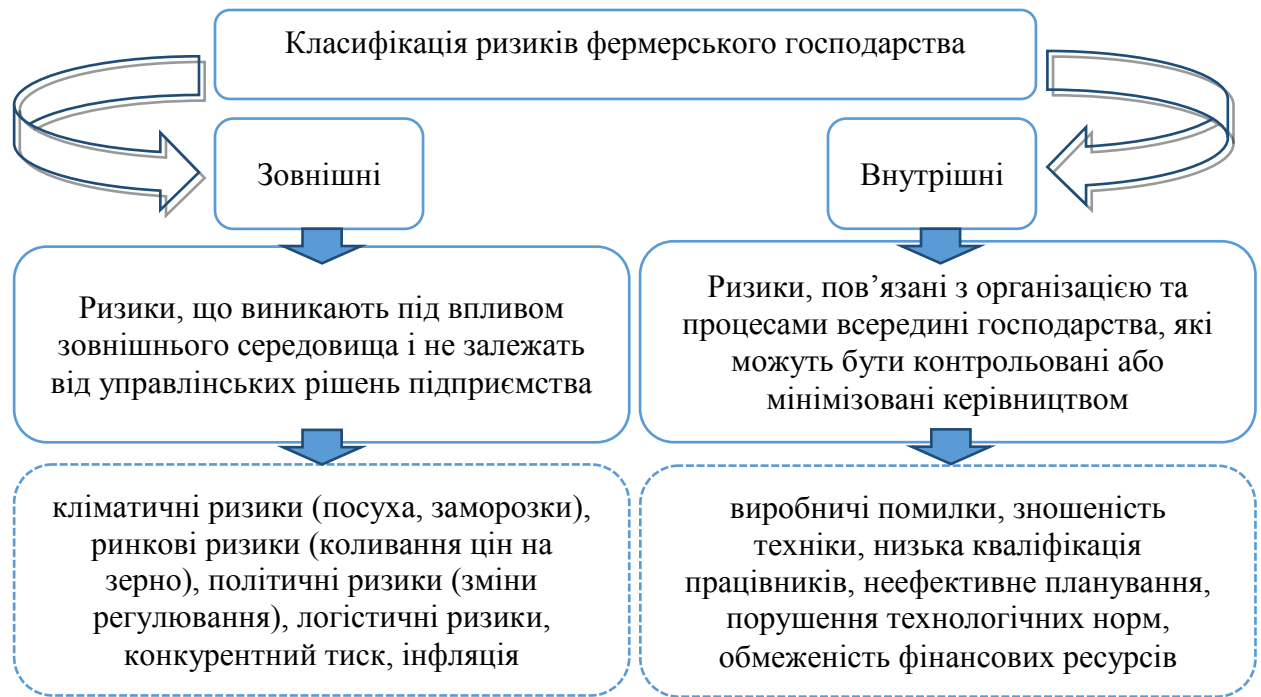 Класифікація ризиків фермерського господарства
Зовнішні
Внутрішні
Ризики, що виникають під впливом
зовнішнього середовища і не залежать
від управлінських рішень підприємства
Ризики, пов’язані з організацією та
процесами всередині господарства, які
можуть бути контрольовані або
мінімізовані керівництвом
кліматичні ризики (посуха, заморозки),
ринкові ризики (коливання цін на
зерно), політичні ризики (зміни
регулювання), логістичні ризики,
конкурентний тиск, інфляція
виробничі помилки, зношеність
техніки, низька кваліфікація
працівників, неефективне планування,
порушення технологічних норм,
обмеженість фінансових ресурсів